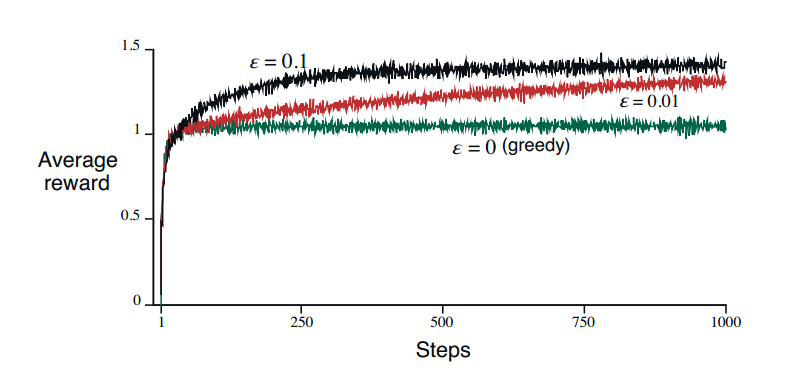 1.5
ε = 0.1
ε = 0.01
1
ε = 0 (greedy)
Average
reward
0.5
0
1
250
500
750
1000
Steps